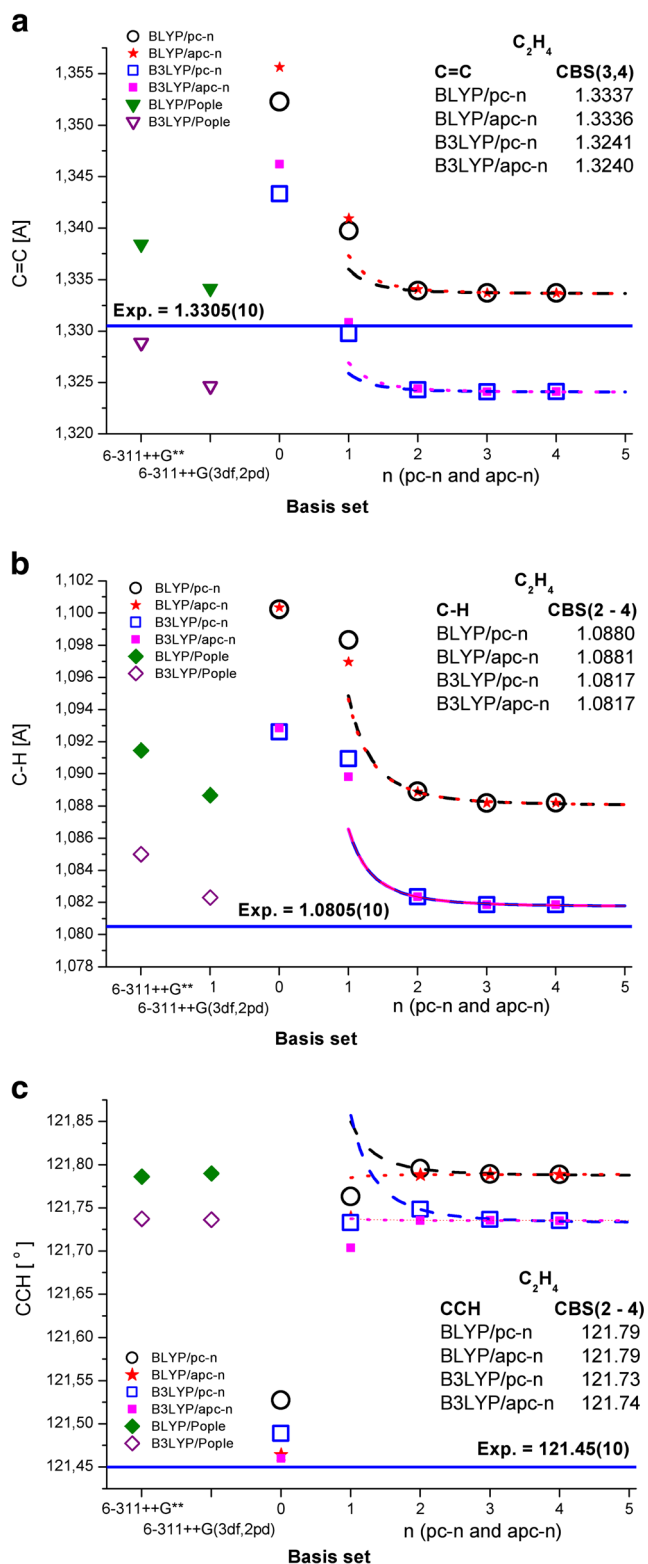 a
BLYP/pc-n
BLYP/apc-n
B3LYP/pc-n
B3LYP/apc-n
BLYP/Pople
B3LYP/Pople
C2H4
C=C CBS(3,4)
BLYP/pc-n 1.3337
BLYP/apc-n 1.3336
B3LYP/pc-n 1.3241
B3LYP/apc-n 1.3240
1,355
1,350
1,345
1,340
1,335
1,330
1,325
1,320
C=C [A]
Exp. = 1.3305(10)
6-311++G**
6-311++G(3df,2pd)
0 1 2 3 4 5
n (pc-n and apc-n)
Basis set
b
BLYP/pc-n
BLYP/apc-n
B3LYP/pc-n
B3LYP/apc-n
BLYP/Pople
B3LYP/Pople
C2H4
C-H CBS(2 - 4)
BLYP/pc-n 1.0880
BLYP/apc-n 1.0881
B3LYP/pc-n 1.0817
B3LYP/apc-n 1.0817
1,102
1,100
1,098
1,096
1,094
1,092
1,090
1,088
1,086
1,084
1,082
1,080
1,078
C-H [A]
Exp. = 1.0805(10)
6-311++G** 1 0 1 2 3 4 5
6-311++G(3df,2pd)
n (pc-n and apc-n)
Basis set
c
121,85
121,80
121,75
121,70
121,65
121,60
121,55
121,50
121,45
CCH [ ° ]
C2H4
CCH CBS(2 - 4)
BLYP/pc-n 121.79
BLYP/apc-n 121.79
B3LYP/pc-n 121.73
B3LYP/apc-n 121.74
BLYP/pc-n
BLYP/apc-n
B3LYP/pc-n
B3LYP/apc-n
BLYP/Pople
B3LYP/Pople
Exp. = 121.45(10)
6-311++G**
6-311++G(3df,2pd)
0 1 2 3 4 5
n (pc-n and apc-n)
Basis set